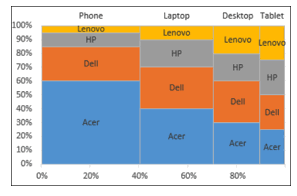 Phone Laptop Desktop Tablet
100%
90%
80%
70%
60%
50%
40%
30%
20%
10%
0%
Lenovo Lenovo Lenovo Lenovo
HP HP HP HP
Dell Dell Dell Dell
Acer Acer Acer Acer
0% 20% 40% 60% 80%